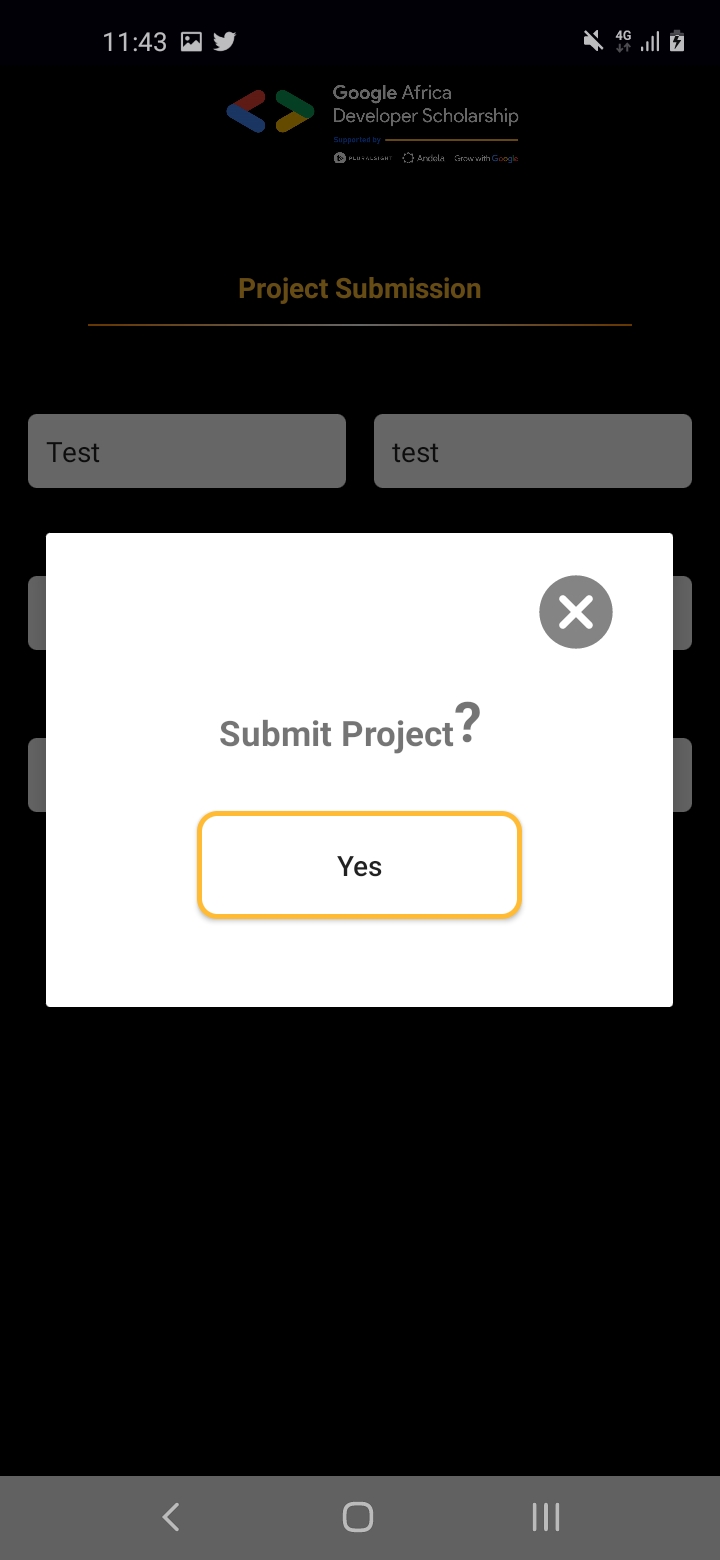 11:43
4G
Google Africa
Developer Scholarship
Supported by
PLURALSIGHT Andela Grow with Google
Project Submission
Test test
Submit Project?
Yes